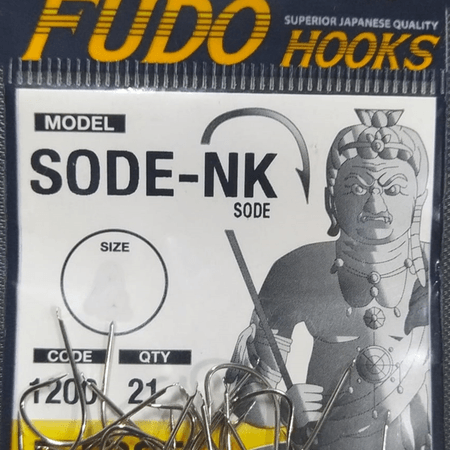 FUDO
SUPERIOR JAPANESE QUALITY
HOOKS
MODEL
SODE-NK
SODE
SIZE
CODE
QTY
1200
21